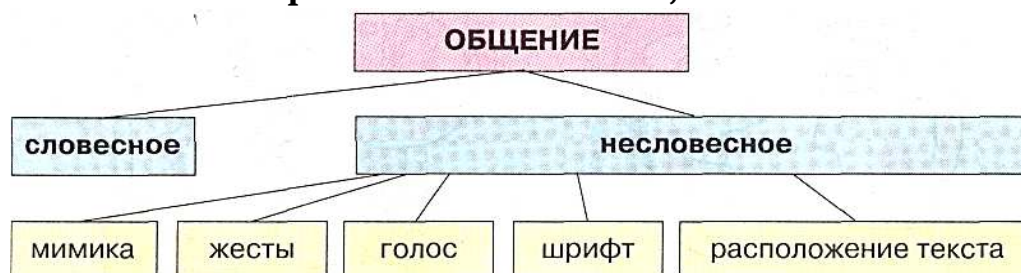 ОБЩЕНИЕ
словесное несловесное
мимика жесты голос шрифт расположение текста